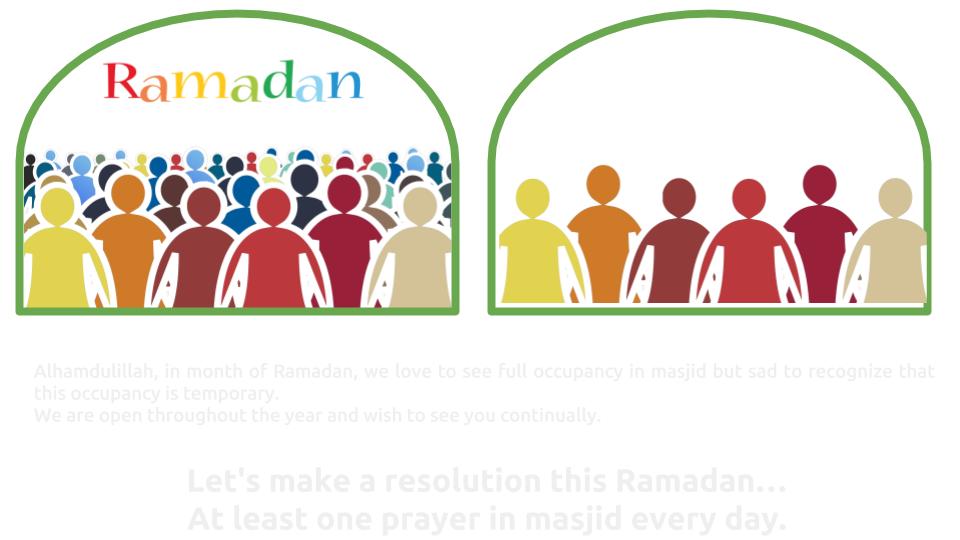 Ramadan
Alhamdulillah, in month of Ramadan, we love to see full occupancy in masjid but sad to recognize that
this occupancy is temporary.
We are open throughout the year and wish to see you continually.
Let's make a resolution this Ramadan...
At least one prayer in masjid every day.